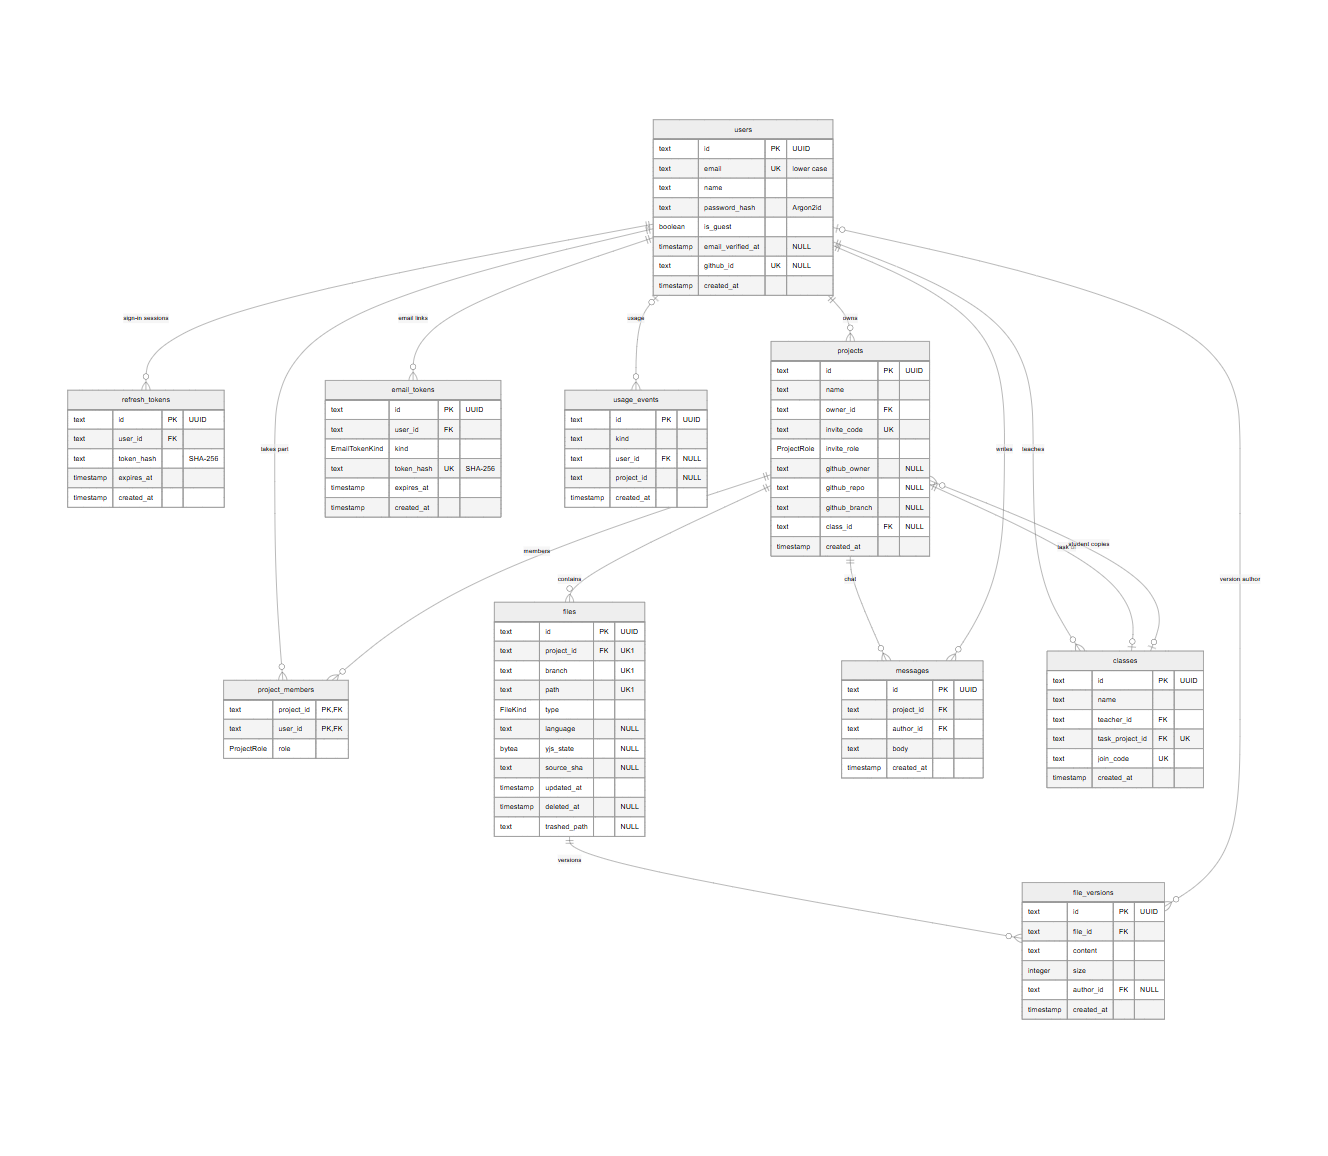 users
text id PK UUID
text email UK lower case
text name
text password_hash Argon2id
boolean is_guest
timestamp email_verified_at NULL
text github_id UK NULL
timestamp created_at
sign-in sessions
email links
usage
owns
projects
text id PK UUID
text name
text owner_id FK
text invite_code UK
ProjectRole invite_role
text github_owner NULL
text github_repo NULL
text github_branch NULL
text class_id FK NULL
timestamp created_at
refresh_tokens
text id PK UUID
text user_id FK
text token_hash SHA-256
timestamp expires_at
timestamp created_at
email_tokens
text id PK UUID
text user_id FK
EmailTokenKind kind
text token_hash UK SHA-256
timestamp expires_at
timestamp created_at
usage_events
text id PK UUID
text kind
text user_id FK NULL
text project_id NULL
timestamp created_at
takes part
writes
teaches
members
contains
chat
task of
student copies
version author
files
text id PK UUID
text project_id FK UK1
text branch UK1
text path UK1
FileKind type
text language NULL
bytea yjs_state NULL
text source_sha NULL
timestamp updated_at
timestamp deleted_at NULL
text trashed_path NULL
project_members
text project_id PK,FK
text user_id PK,FK
ProjectRole role
messages
text id PK UUID
text project_id FK
text author_id FK
text body
timestamp created_at
classes
text id PK UUID
text name
text teacher_id FK
text task_project_id FK UK
text join_code UK
timestamp created_at
versions
file_versions
text id PK UUID
text file_id FK
text content
integer size
text author_id FK NULL
timestamp created_at